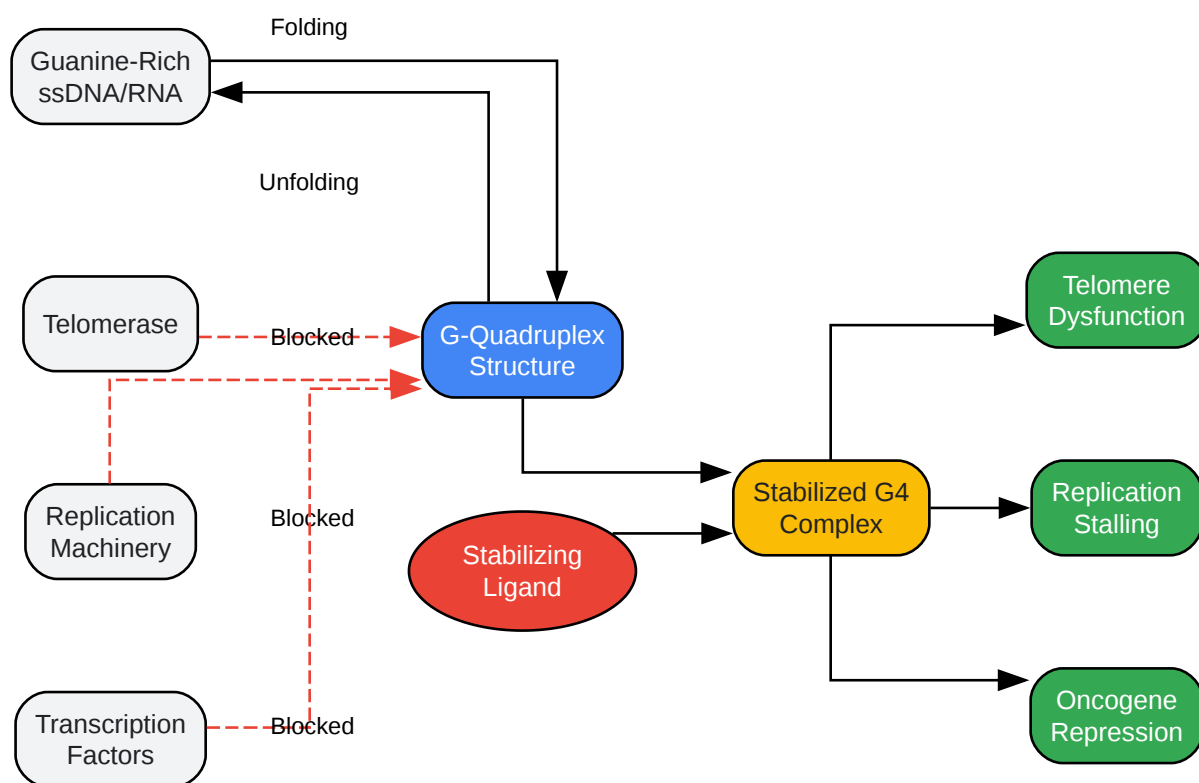 Folding
Guanine-Rich
ssDNA/RNA
Unfolding
Telomerase
Blocked
G-Quadruplex
Structure
Telomere
Dysfunction
Replication
Machinery
Blocked
Stabilizing
Ligand
Stabilized G4
Complex
Replication
Stalling
Transcription
Factors
Blocked
Oncogene
Repression